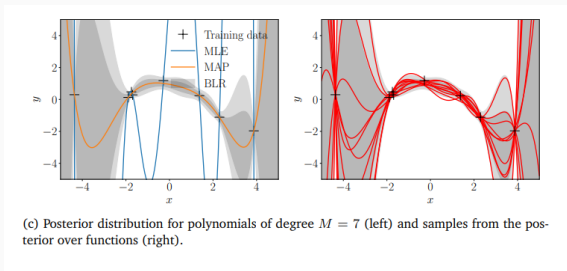 4
2
0
−2
−4
y
−4
−2
0
2
4
x
Training data
MLE
MAP
BLR
4
2
0
−2
−4
y
−4
−2
0
2
4
x
(c) Posterior distribution for polynomials of degree M = 7 (left) and samples from the pos-
terior over functions (right).